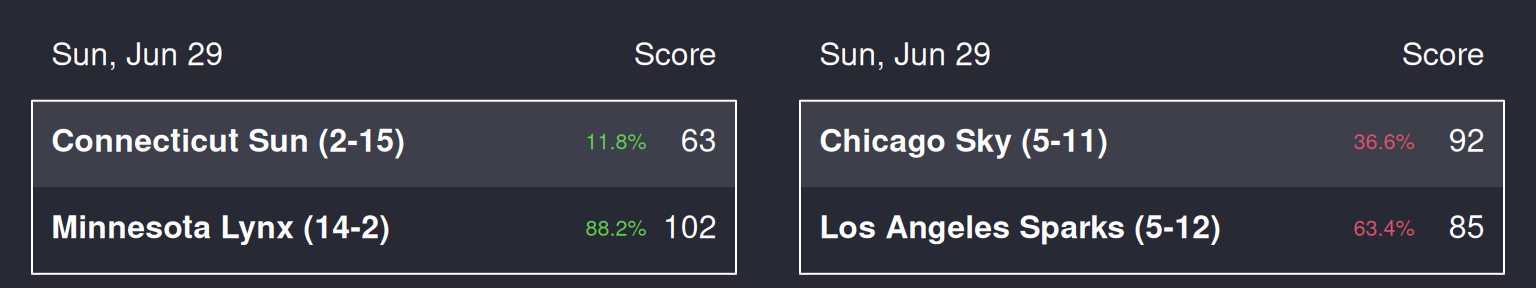 Sun, Jun 29 Score
Connecticut Sun (2-15) 11.8% 63
Minnesota Lynx (14-2) 88.2% 102
Sun, Jun 29 Score
Chicago Sky (5-11) 36.6% 92
Los Angeles Sparks (5-12) 63.4% 85